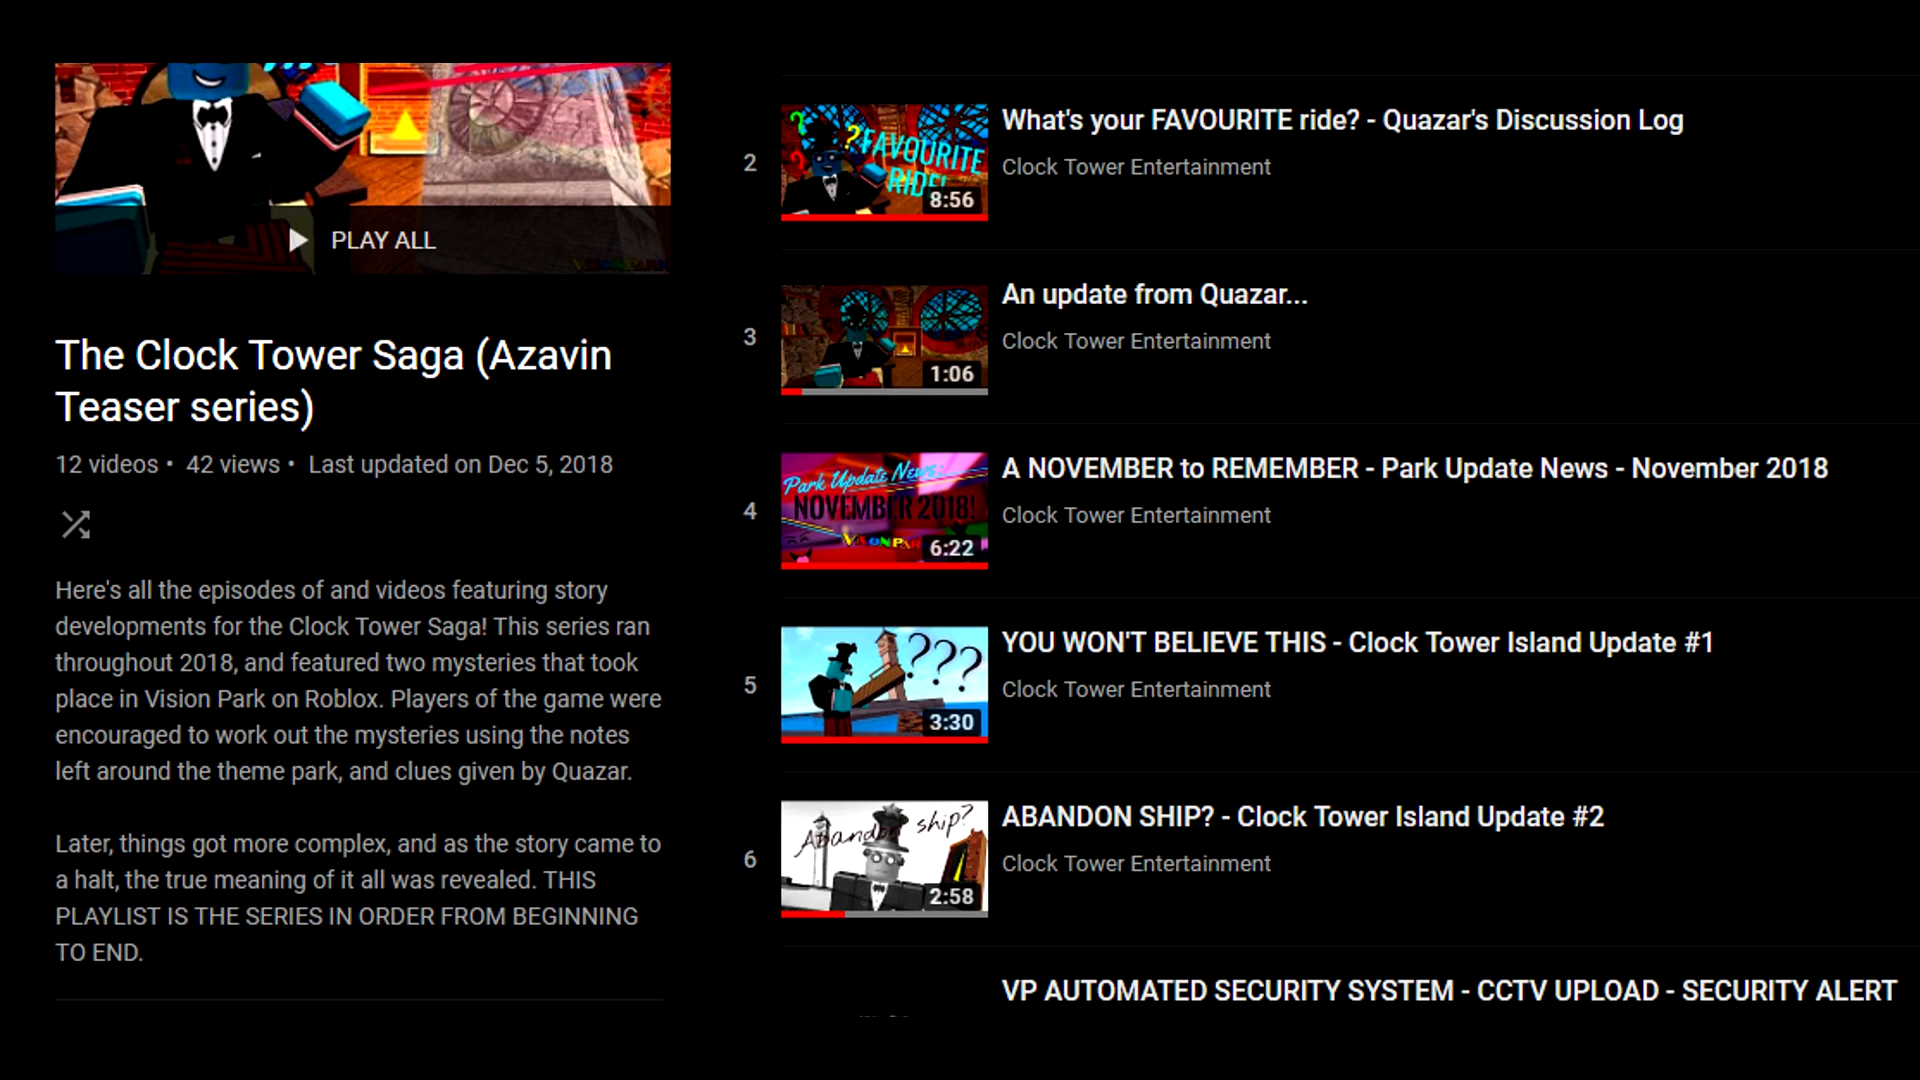 PLAY ALL
The Clock Tower Saga (Azavin
Teaser series)
12 videos • 42 views • Last updated on Dec 5, 2018
Here's all the episodes of and videos featuring story
developments for the Clock Tower Saga! This series ran
throughout 2018, and featured two mysteries that took
place in Vision Park on Roblox. Players of the game were
encouraged to work out the mysteries using the notes
left around the theme park, and clues given by Quazar.
Later, things got more complex, and as the story came to
a halt, the true meaning of it all was revealed. THIS
PLAYLIST IS THE SERIES IN ORDER FROM BEGINNING
TO END.
2
? ? ?
FAVOURITE
RIDE!
8:56
What's your FAVOURITE ride? - Quazar's Discussion Log
Clock Tower Entertainment
3
1:06
An update from Quazar...
Clock Tower Entertainment
4
Park Update News:
NOVEMBER 2018!
6:22
A NOVEMBER to REMEMBER - Park Update News - November 2018
Clock Tower Entertainment
5
???
3:30
YOU WON'T BELIEVE THIS - Clock Tower Island Update #1
Clock Tower Entertainment
6
Abandon ship?
2:58
ABANDON SHIP? - Clock Tower Island Update #2
Clock Tower Entertainment
VP AUTOMATED SECURITY SYSTEM - CCTV UPLOAD - SECURITY ALERT